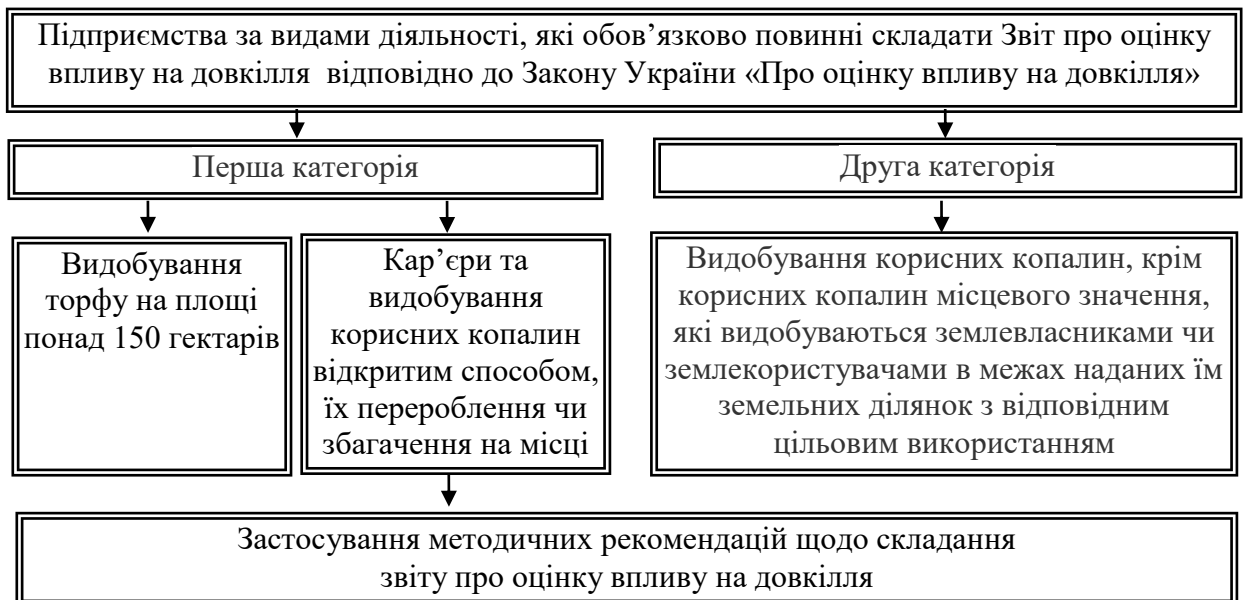 Підприємства за видами діяльності, які обов’язково повинні складати Звіт про оцінку
впливу на довкілля відповідно до Закону України «Про оцінку впливу на довкілля»
Перша категорія
Друга категорія
Видобування
торфу на площі
понад 150 гектарів
Кар’єри та
видобування
корисних копалин
відкритим способом,
їх перероблення чи
збагачення на місці
Видобування корисних копалин, крім
корисних копалин місцевого значення,
які видобуваються землевласниками чи
землекористувачами в межах наданих їм
земельних ділянок з відповідним
цільовим використанням
Застосування методичних рекомендацій щодо складання
звіту про оцінку впливу на довкілля